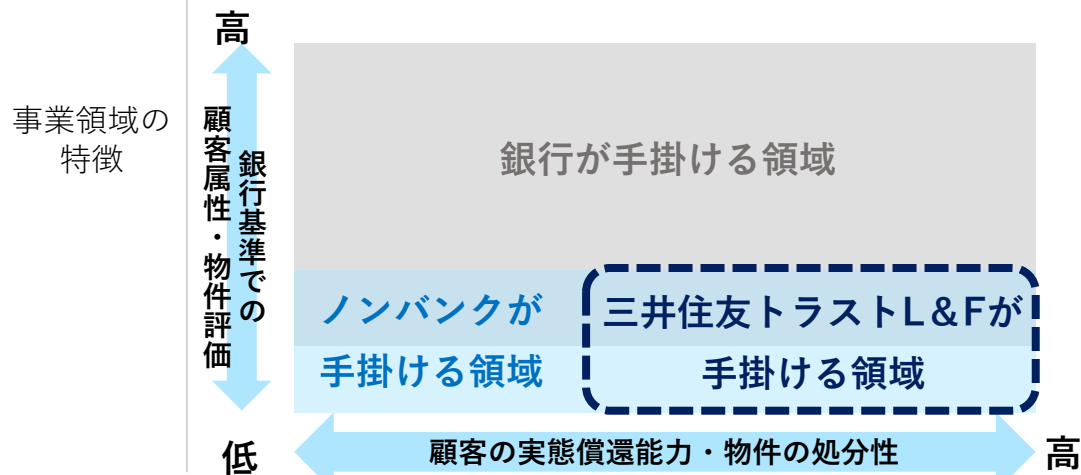 事業領域の
特徴
高
銀行基準での
顧客属性・物件評価
低
銀行が手掛ける領域
ノンバンクが
手掛ける領域
三井住友トラストL&Fが
手掛ける領域
顧客の実態償還能力・物件の処分性
高